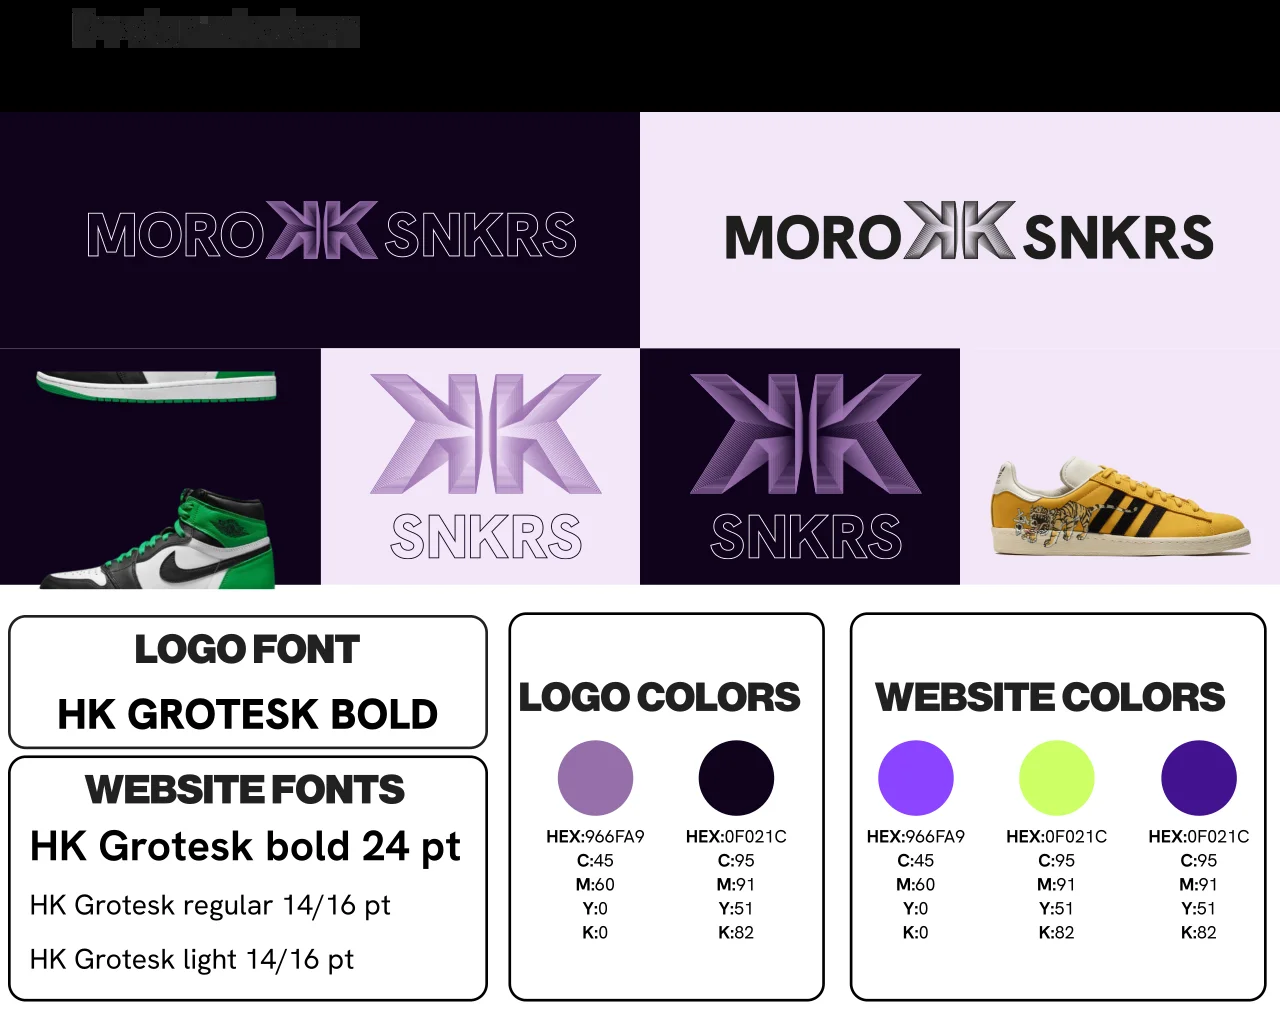 MORO KK SNKRS
MORO KK SNKRS
SNKRS
SNKRS
LOGO FONT
HK GROTESK BOLD
WEBSITE FONTS
HK Grotesk bold 24 pt
HK Grotesk regular 14/16 pt
HK Grotesk light 14/16 pt
LOGO COLORS
HEX:966FA9
C:45
M:60
Y:0
K:0
HEX:0F021C
C:95
M:91
Y:51
K:82
WEBSITE COLORS
HEX:966FA9
C:45
M:60
Y:0
K:0
HEX:0F021C
C:95
M:91
Y:51
K:82
HEX:0F021C
C:95
M:91
Y:51
K:82